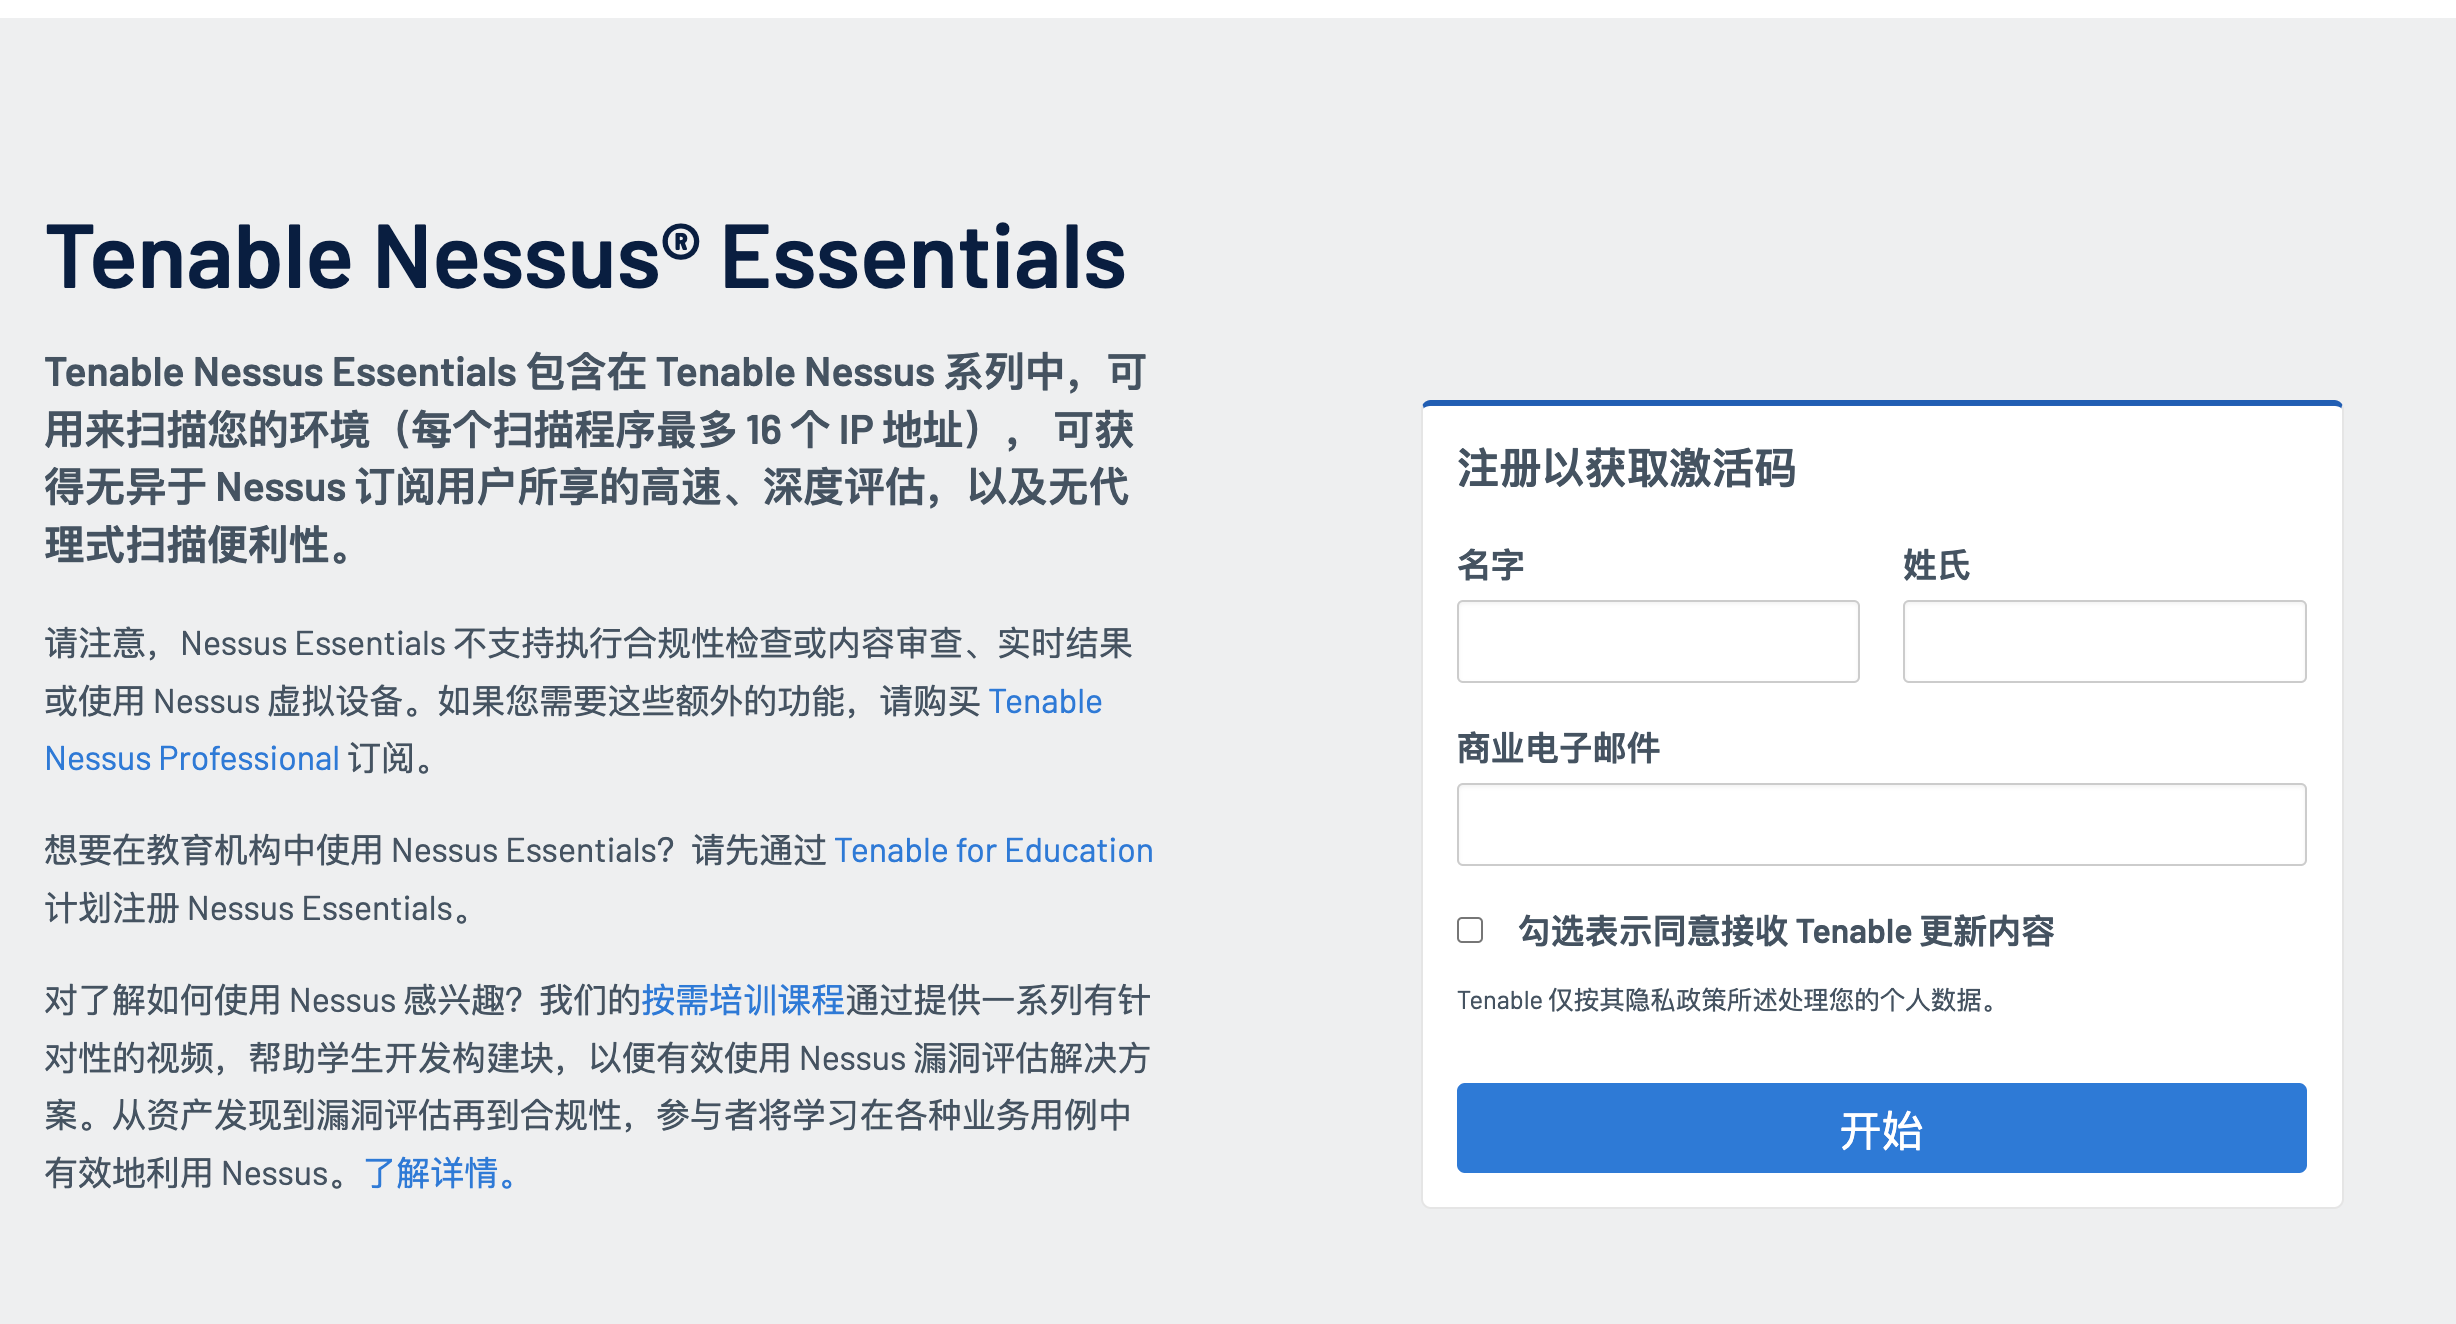 Tenable Nessus® Essentials
Tenable Nessus Essentials 包含在 Tenable Nessus 系列中，可
用来扫描您的环境（每个扫描程序最多 16 个 IP 地址）， 可获
得无异于 Nessus 订阅用户所享的高速、深度评估，以及无代
理式扫描便利性。
请注意，Nessus Essentials 不支持执行合规性检查或内容审查、实时结果
或使用 Nessus 虚拟设备。如果您需要这些额外的功能，请购买 Tenable
Nessus Professional 订阅。
想要在教育机构中使用 Nessus Essentials？请先通过 Tenable for Education
计划注册 Nessus Essentials。
对了解如何使用 Nessus 感兴趣？我们的按需培训课程通过提供一系列有针
对性的视频，帮助学生开发构建块，以便有效使用 Nessus 漏洞评估解决方
案。从资产发现到漏洞评估再到合规性，参与者将学习在各种业务用例中
有效地利用 Nessus。了解详情。
注册以获取激活码
名字
姓氏
商业电子邮件
勾选表示同意接收 Tenable 更新内容
Tenable 仅按其隐私政策所述处理您的个人数据。
开始